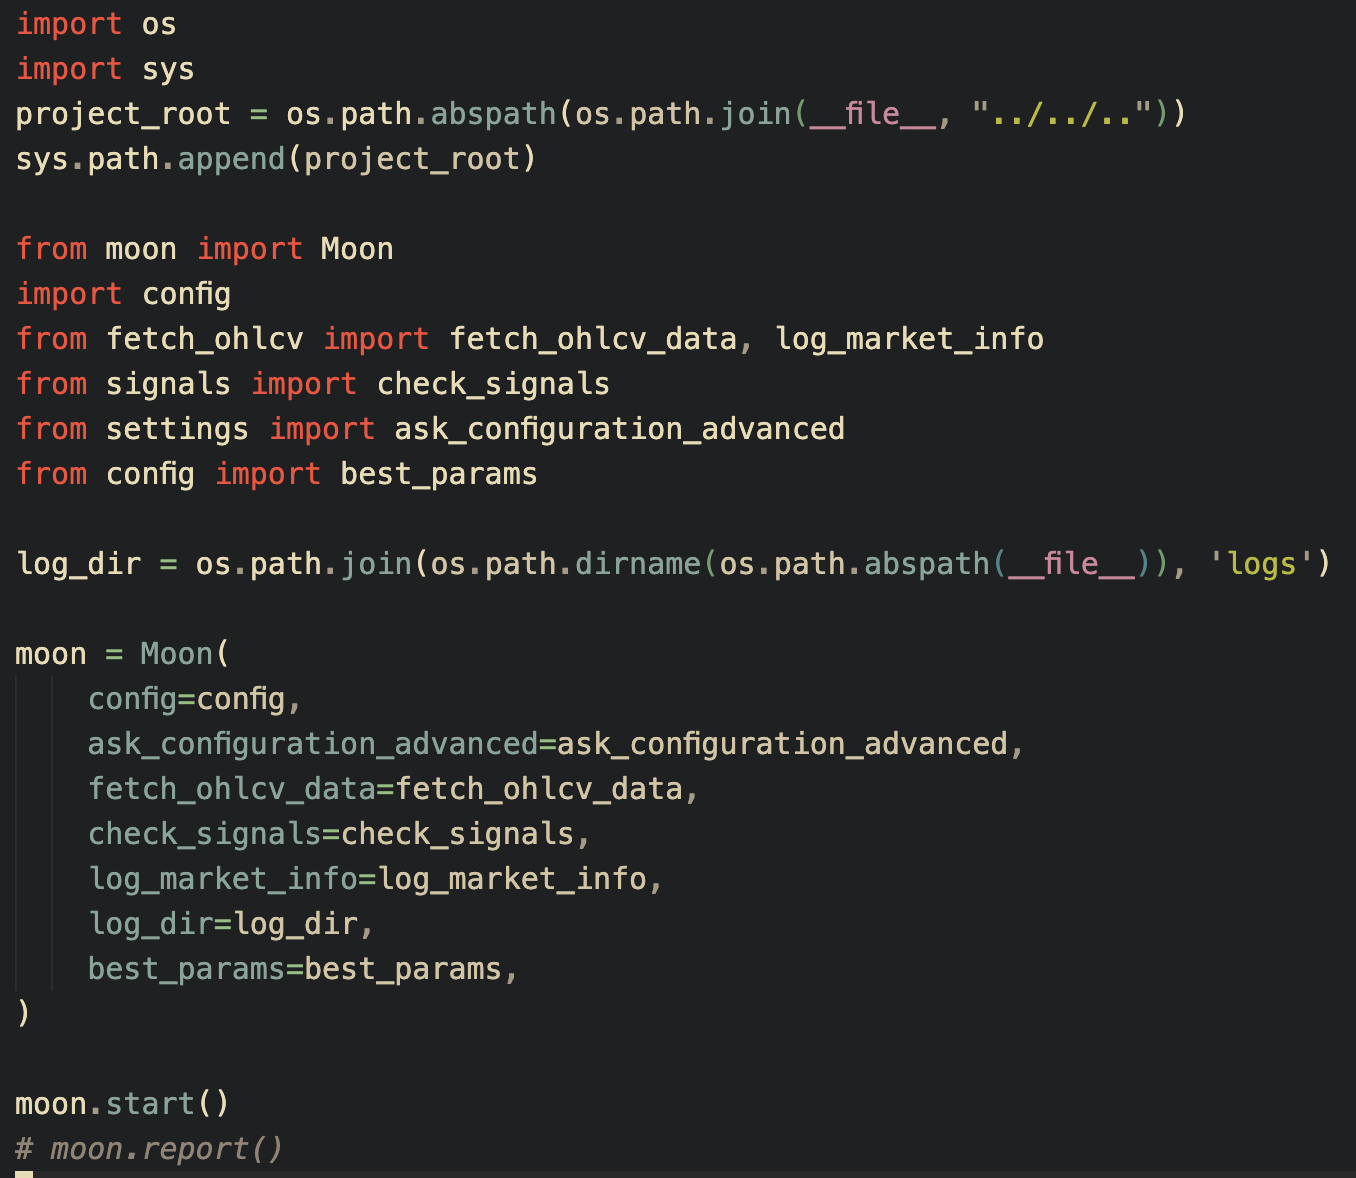 import os
import sys
project_root = os.path.abspath(os.path.join(__file__, "../../.."))
sys.path.append(project_root)

from moon import Moon
import config
from fetch_ohlcv import fetch_ohlcv_data, log_market_info
from signals import check_signals
from settings import ask_configuration_advanced
from config import best_params

log_dir = os.path.join(os.path.dirname(os.path.abspath(__file__)), 'logs')

moon = Moon(
    config=config,
    ask_configuration_advanced=ask_configuration_advanced,
    fetch_ohlcv_data=fetch_ohlcv_data,
    check_signals=check_signals,
    log_market_info=log_market_info,
    log_dir=log_dir,
    best_params=best_params,
)

moon.start()
# moon.report()